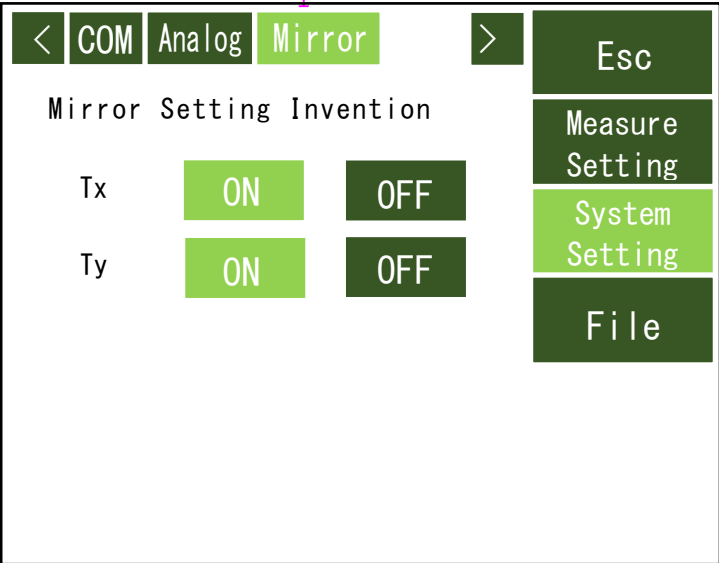 < COM Analog Mirror >
Esc
Mirror Setting Invention
Measure
Setting
Tx ON OFF
System
Setting
Ty ON OFF
File